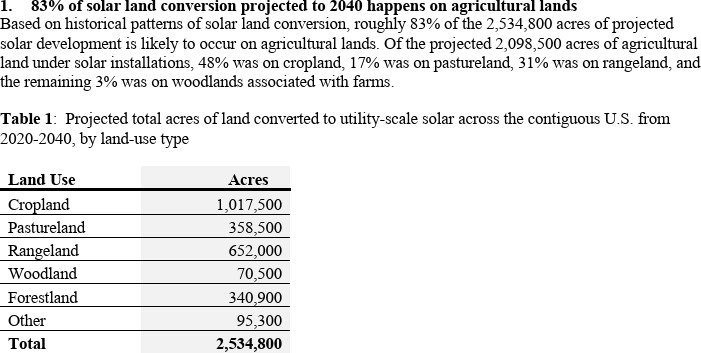 1. 83% of solar land conversion projected to 2040 happens on agricultural lands
Based on historical patterns of solar land conversion, roughly 83% of the 2,534,800 acres of projected
solar development is likely to occur on agricultural lands. Of the projected 2,098,500 acres of agricultural
land under solar installations, 48% was on cropland, 17% was on pastureland, 31% was on rangeland, and
the remaining 3% was on woodlands associated with farms.
Table 1: Projected total acres of land converted to utility-scale solar across the contiguous U.S. from
2020-2040, by land-use type
Land Use Acres
Cropland 1,017,500
Pastureland 358,500
Rangeland 652,000
Woodland 70,500
Forestland 340,900
Other 95,300
Total 2,534,800